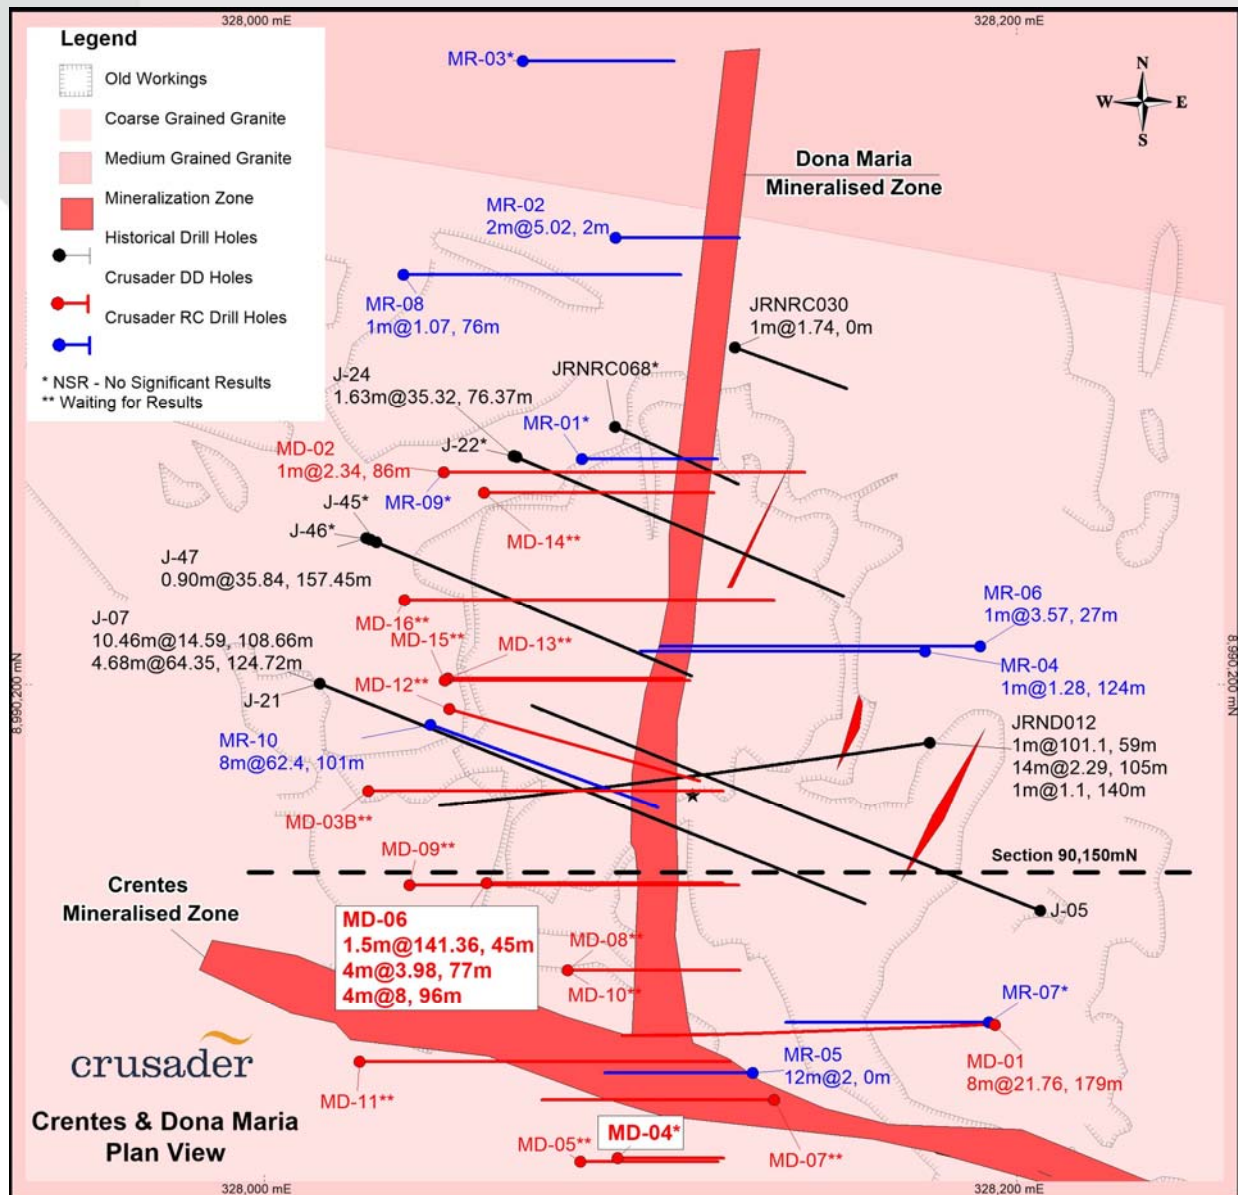 328,000 mE
328,200 mE
Legend
Old Workings
Coarse Grained Granite
Medium Grained Granite
Mineralization Zone
Historical Drill Holes
Crusader DD Holes
Crusader RC Drill Holes
* NSR - No Significant Results
** Waiting for Results
MR-03*
N
W
E
S
Dona Maria
Mineralised Zone
MR-02
2m@5.02, 2m
MR-08
1m@1.07, 76m
JRNRC030
1m@1.74, 0m
J-24
1.63m@35.32, 76.37m
JRNRC068*
MR-01*
J-22*
MD-02
1m@2.34, 86m
MR-09*
J-45*
MD-14**
J-46*
J-47
0.90m@35.84, 157.45m
MR-06
1m@3.57, 27m
J-07
10.46m@14.59, 108.66m
4.68m@64.35, 124.72m
MD-16**
MD-15**
MD-13**
MR-04
1m@1.28, 124m
8,990,200 mN
8,990,200 mN
MD-12**
J-21
MR-10
8m@62.4, 101m
JRND012
1m@101.1, 59m
14m@2.29, 105m
1m@1.1, 140m
MD-03B**
MD-09**
Section 90,150mN
Crentes
Mineralised Zone
J-05
MD-06
1.5m@141.36, 45m
4m@3.98, 77m
4m@8, 96m
MD-08**
MD-10**
MR-07*
crusader
MR-05
12m@2, 0m
MD-01
8m@21.76, 179m
MD-11**
Crentes & Dona Maria
Plan View
MD-05**
MD-04*
MD-07**
328,000 mE
328,200 mE